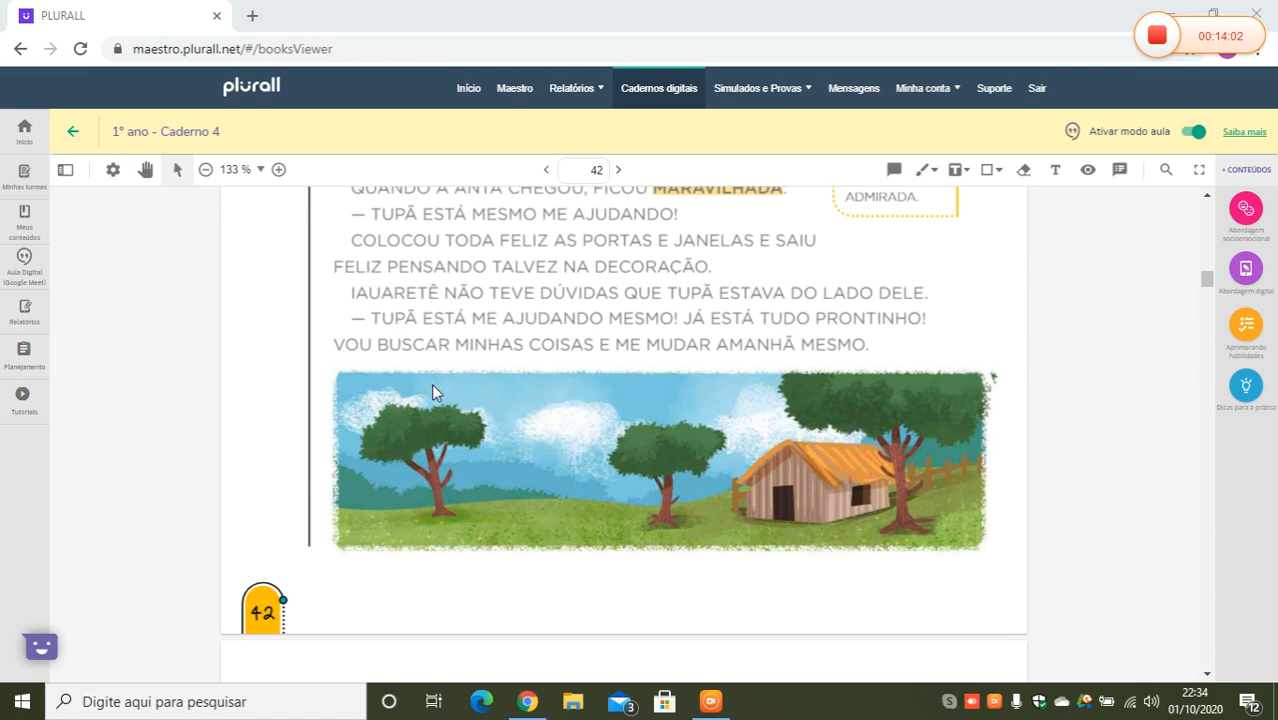 PLURALL
maestro.plurall.net/#/booksViewer
00:14:02
plurall
Início
Maestro
Relatórios
Cadernos digitais
Simulados e Provas
Mensagens
Minha conta
Suporte
Sair
1º ano - Caderno 4
Ativar modo aula
Saiba mais
133 %
42
+ CONTEÚDOS
Início
Minhas turmas
Meus conteúdos
Aula Digital (Google Meet)
Relatórios
Planejamento
Tutoriais
QUANDO A ANTA CHEGOU, FICOU MARAVILHADA:
ADMIRADA.
— TUPÃ ESTÁ MESMO ME AJUDANDO!
COLOCOU TODA FELIZ AS PORTAS E JANELAS E SAIU
FELIZ PENSANDO TALVEZ NA DECORAÇÃO.
IAUARETÊ NÃO TEVE DÚVIDAS QUE TUPÃ ESTAVA DO LADO DELE.
— TUPÃ ESTÁ ME AJUDANDO MESMO! JÁ ESTÁ TUDO PRONTINHO!
VOU BUSCAR MINHAS COISAS E ME MUDAR AMANHÃ MESMO.
42
Abordagem socioemocional
Abordagem digital
Aprimorando habilidades
Dicas para a prática
Digite aqui para pesquisar
3
22:34
01/10/2020
12